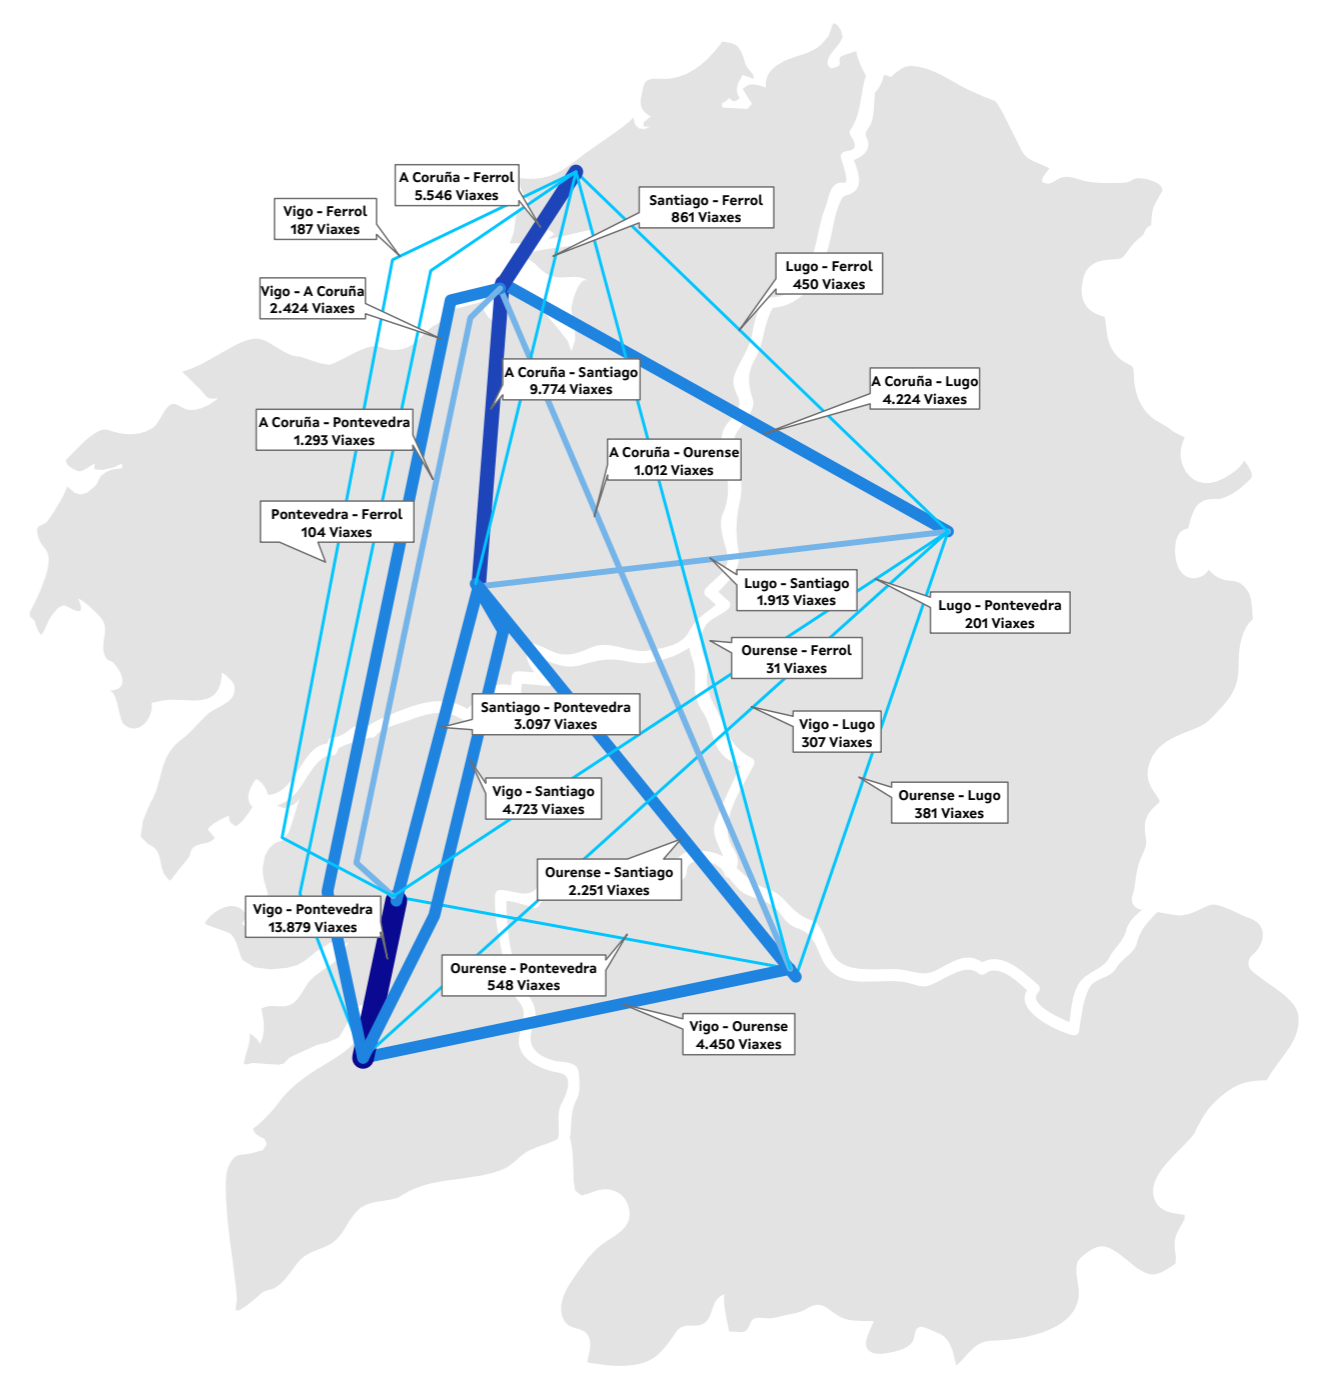 A Coruña - Ferrol
5.546 Viaxes
Santiago - Ferrol
861 Viaxes
Vigo - Ferrol
187 Viaxes
Lugo - Ferrol
450 Viaxes
Vigo - A Coruña
2.424 Viaxes
A Coruña - Santiago
9.774 Viaxes
A Coruña - Lugo
4.224 Viaxes
A Coruña - Pontevedra
1.293 Viaxes
A Coruña - Ourense
1.012 Viaxes
Pontevedra - Ferrol
104 Viaxes
Lugo - Santiago
1.913 Viaxes
Lugo - Pontevedra
201 Viaxes
Ourense - Ferrol
31 Viaxes
Santiago - Pontevedra
3.097 Viaxes
Vigo - Lugo
307 Viaxes
Vigo - Santiago
4.723 Viaxes
Ourense - Lugo
381 Viaxes
Ourense - Santiago
2.251 Viaxes
Vigo - Pontevedra
13.879 Viaxes
Ourense - Pontevedra
548 Viaxes
Vigo - Ourense
4.450 Viaxes